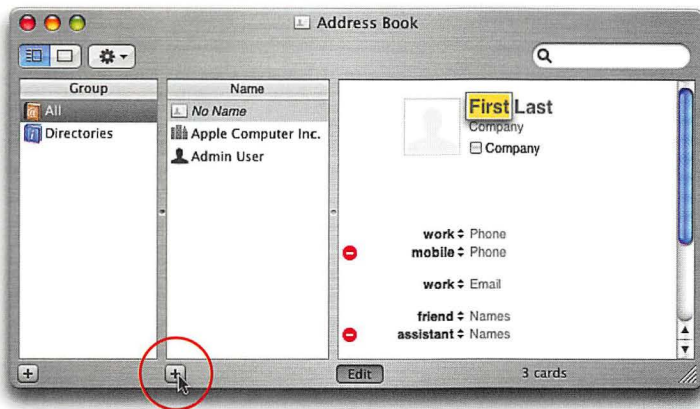 Address Book
Group
Name
All
Directories
No Name
Apple Computer Inc.
Admin User
First Last
Company
Company
work Phone
mobile Phone
work Email
friend Names
assistant Names
Edit
3 cards